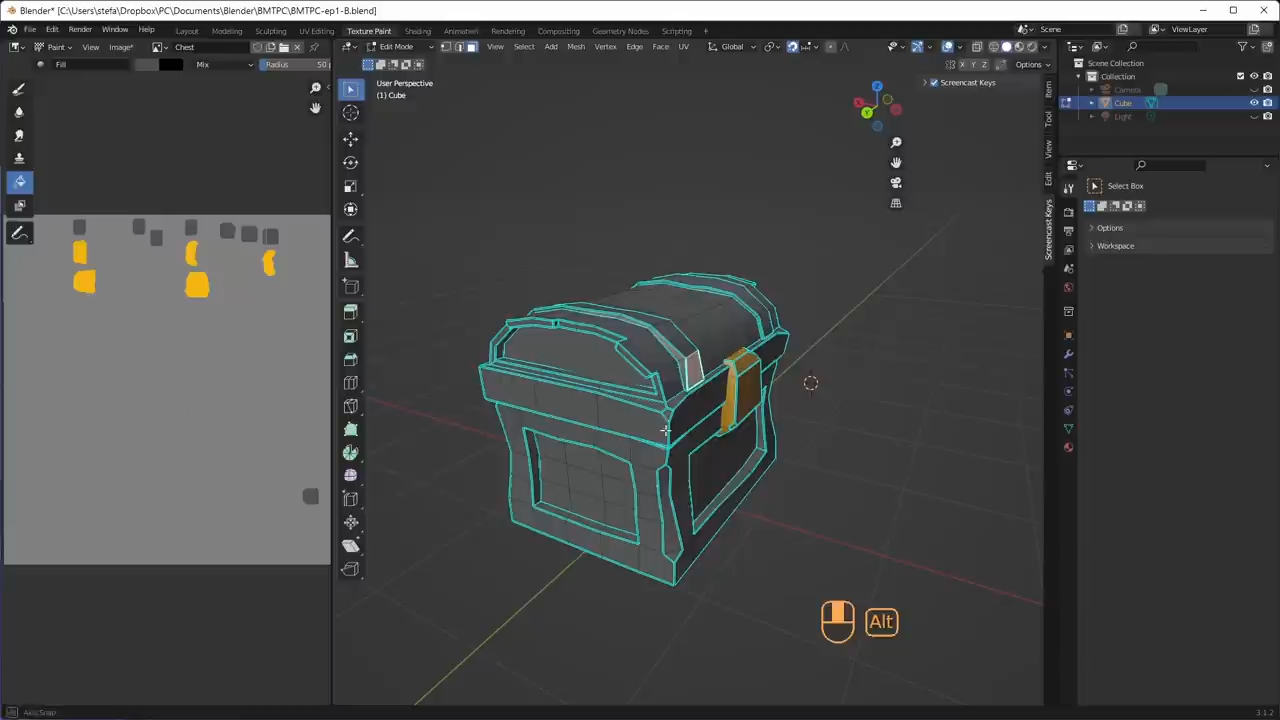 Blender* [C:\Users\stefa\Dropbox\PC\Documents\Blender\BMTPC\BMTPC-ep1-B.blend]
File Edit Render Window Help Layout Modeling Sculpting UV Editing Texture Paint Shading Animation Rendering Compositing Geometry Nodes Scripting + Scene ViewLayer
Paint View Image* Chest Edit Mode View Select Add Mesh Vertex Edge Face UV Global
Fill Mix Radius 50 p X Y Z Options
User Perspective
(1) Cube
Screencast Keys
Item
Tool
View
Edit
Screencast Keys
Scene Collection
Collection
Camera
Cube
Light
Select Box
Options
Workspace
Alt
Axis Snap
3.1.2